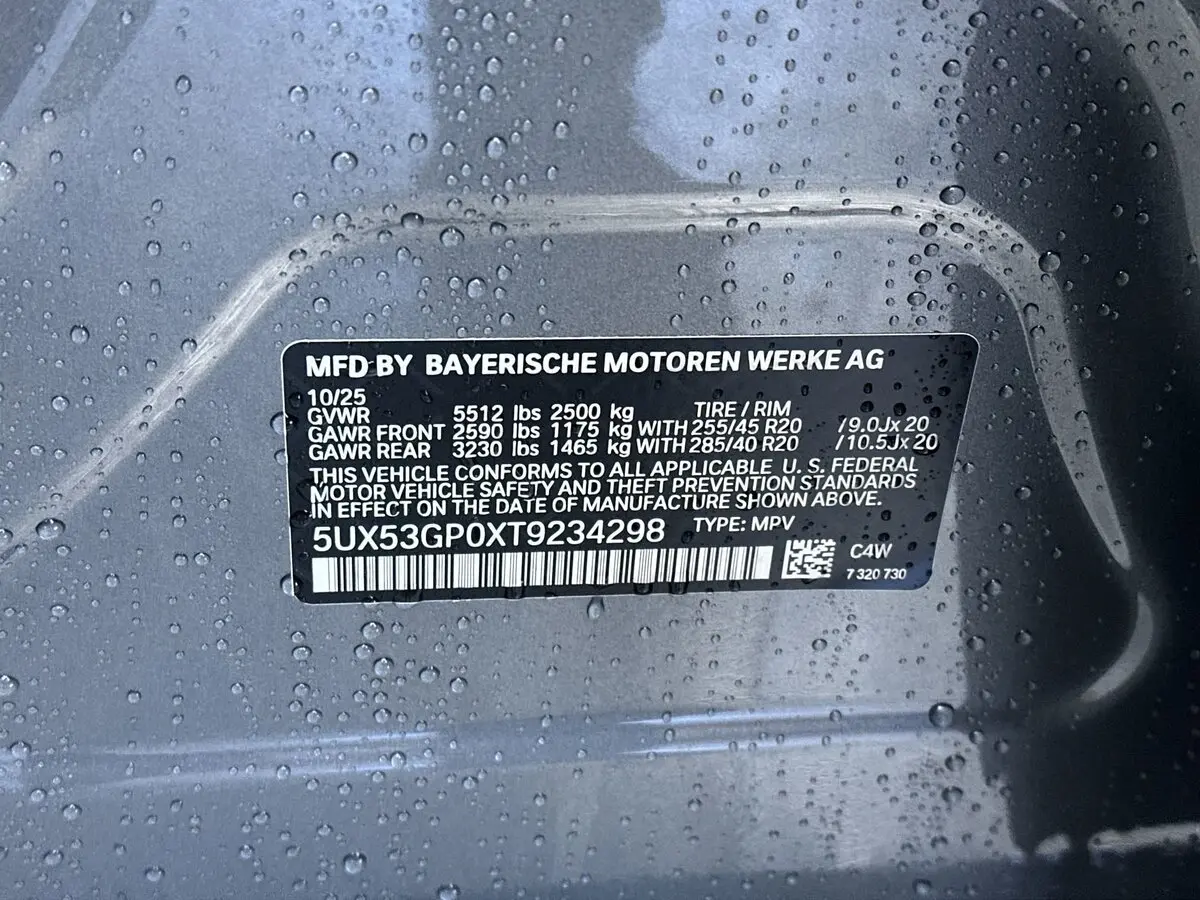 MFD BY BAYERISCHE MOTOREN WERKE AG
10/25
GVWR 5512 lbs 2500 kg TIRE / RIM
GAWR FRONT 2590 lbs 1175 kg WITH 255/45 R20 /9.0Jx 20
GAWR REAR 3230 lbs 1465 kg WITH 285/40 R20 /10.5Jx 20
THIS VEHICLE CONFORMS TO ALL APPLICABLE U. S. FEDERAL
MOTOR VEHICLE SAFETY AND THEFT PREVENTION STANDARDS
IN EFFECT ON THE DATE OF MANUFACTURE SHOWN ABOVE.
5UX53GP0XT9234298 TYPE: MPV
C4W
7 320 730